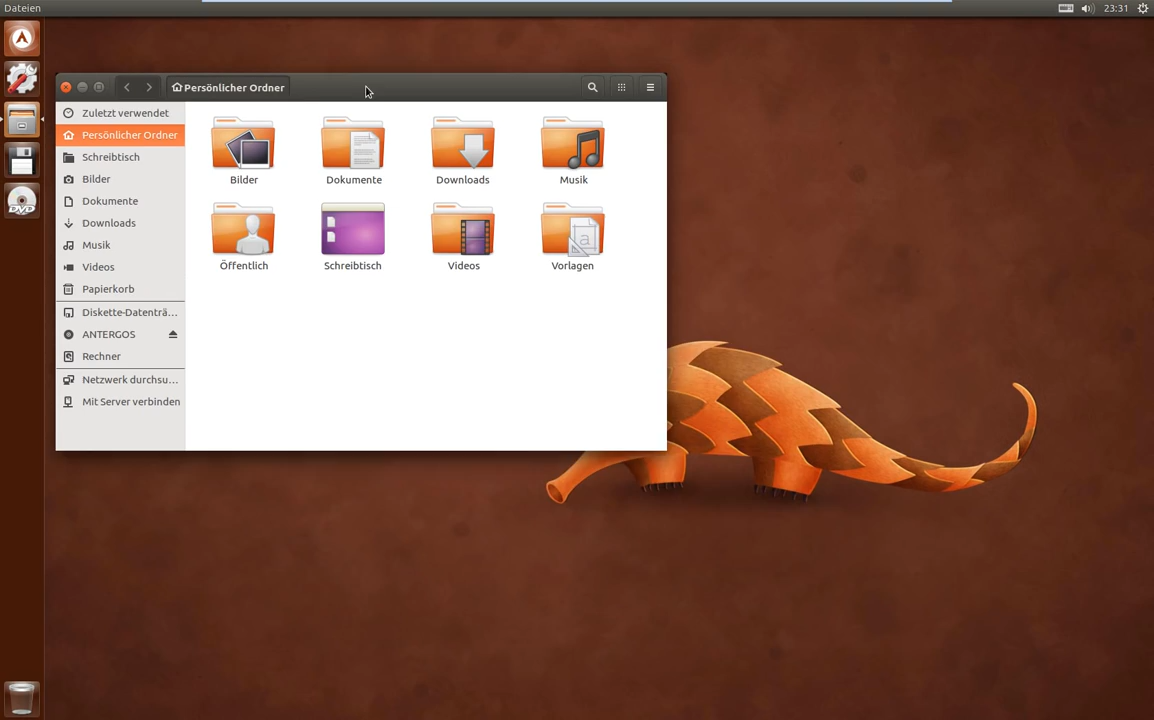 Dateien
23:31
Persönlicher Ordner
Zuletzt verwendet
Persönlicher Ordner
Schreibtisch
Bilder
Dokumente
Downloads
Musik
Videos
Papierkorb
Diskette-Datenträ...
ANTERGOS
Rechner
Netzwerk durchsu...
Mit Server verbinden
Bilder
Dokumente
Downloads
Musik
Öffentlich
Schreibtisch
Videos
Vorlagen
a
DVD